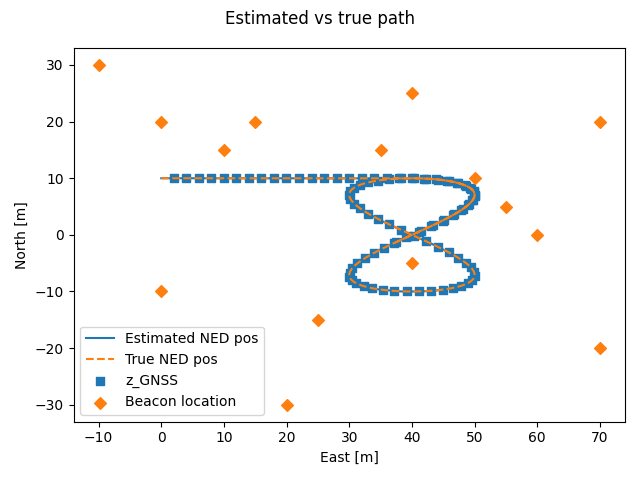 Estimated vs true path
North [m]
30
20
10
0
−10
−20
−30
Estimated NED pos
True NED pos
z_GNSS
Beacon location
−10 0 10 20 30 40 50 60 70
East [m]